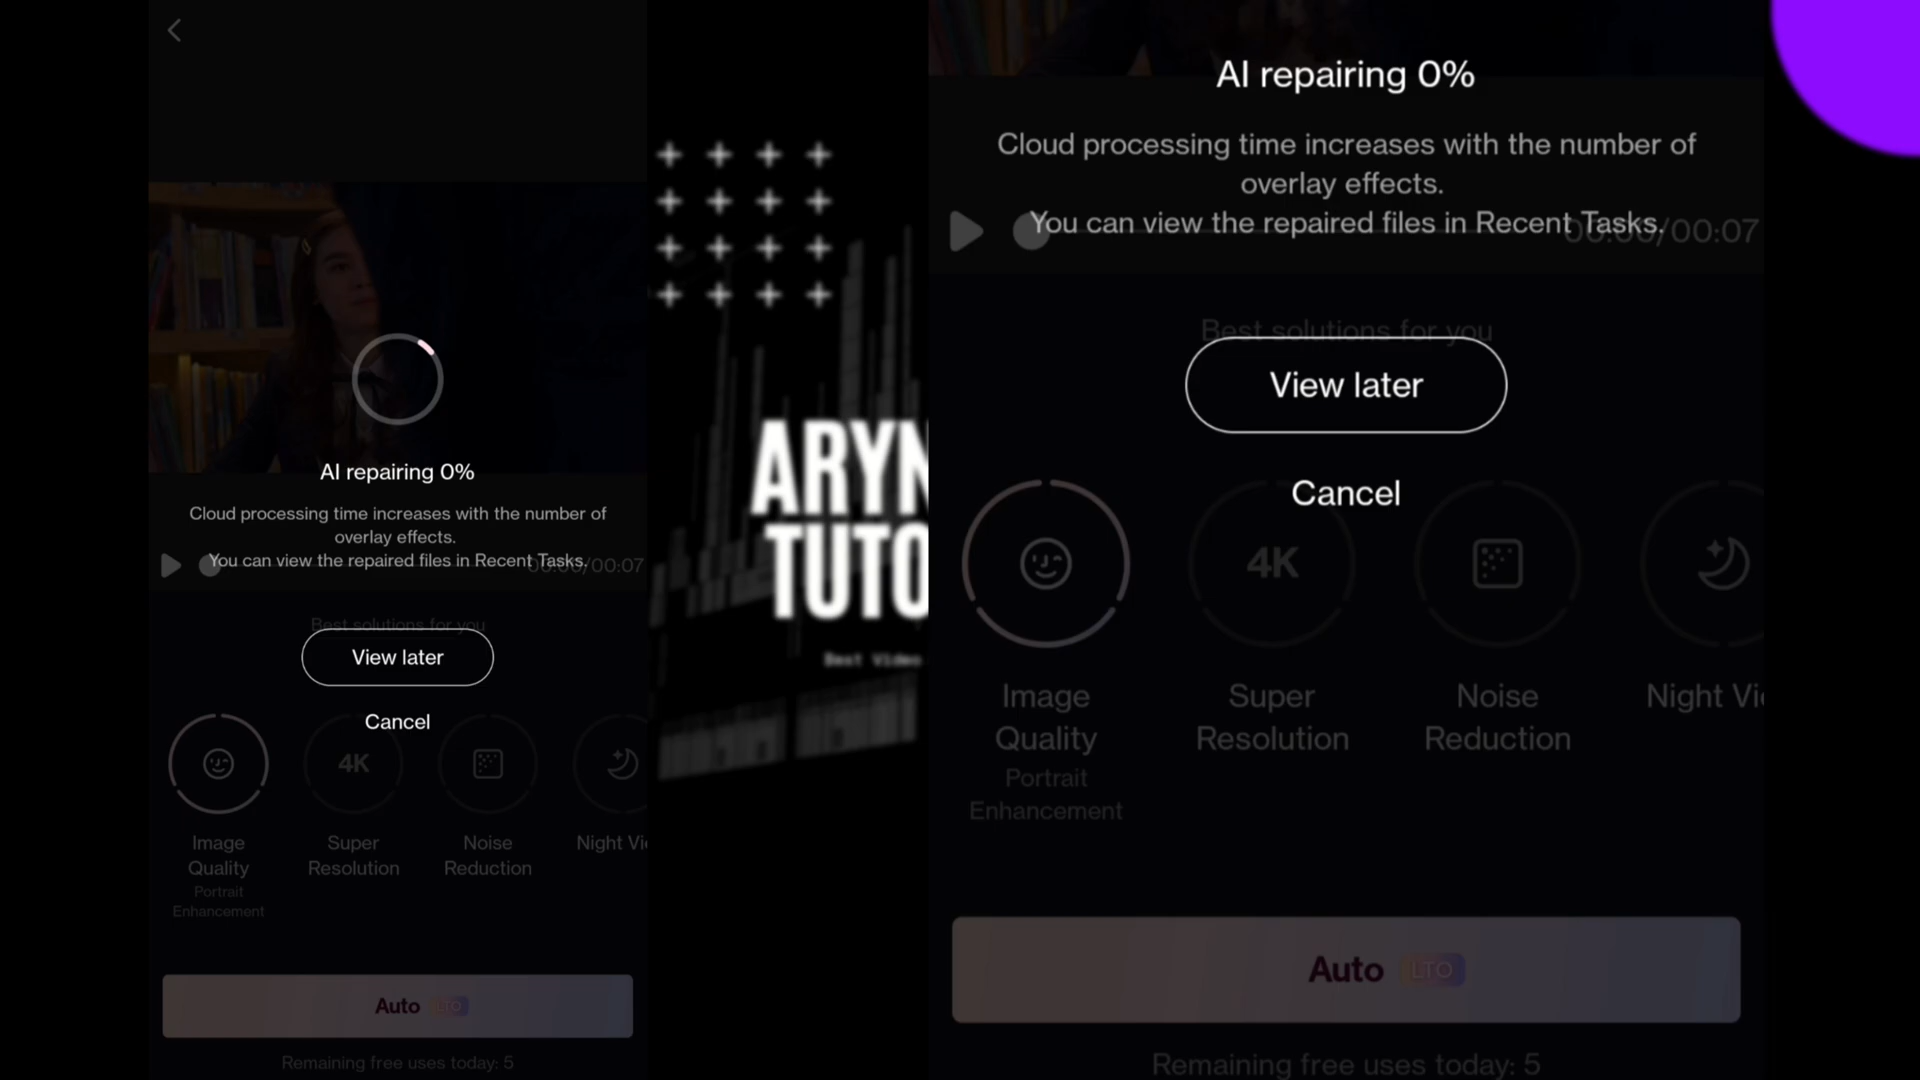 AI repairing 0%
Cloud processing time increases with the number of
overlay effects.
You can view the repaired files in Recent Tasks.
/00:07
Best solutions for you
View later
Cancel
4K
Image
Quality
Portrait
Enhancement
Super
Resolution
Noise
Reduction
Night Vi
Auto LTO
Remaining free uses today: 5
ARYN
TUTO
Best Video
AI repairing 0%
Cloud processing time increases with the number of
overlay effects.
You can view the repaired files in Recent Tasks.
00:00/00:07
Best solutions for you
View later
Cancel
4K
Image
Quality
Portrait
Enhancement
Super
Resolution
Noise
Reduction
Night Vi
Auto LTO
Remaining free uses today: 5